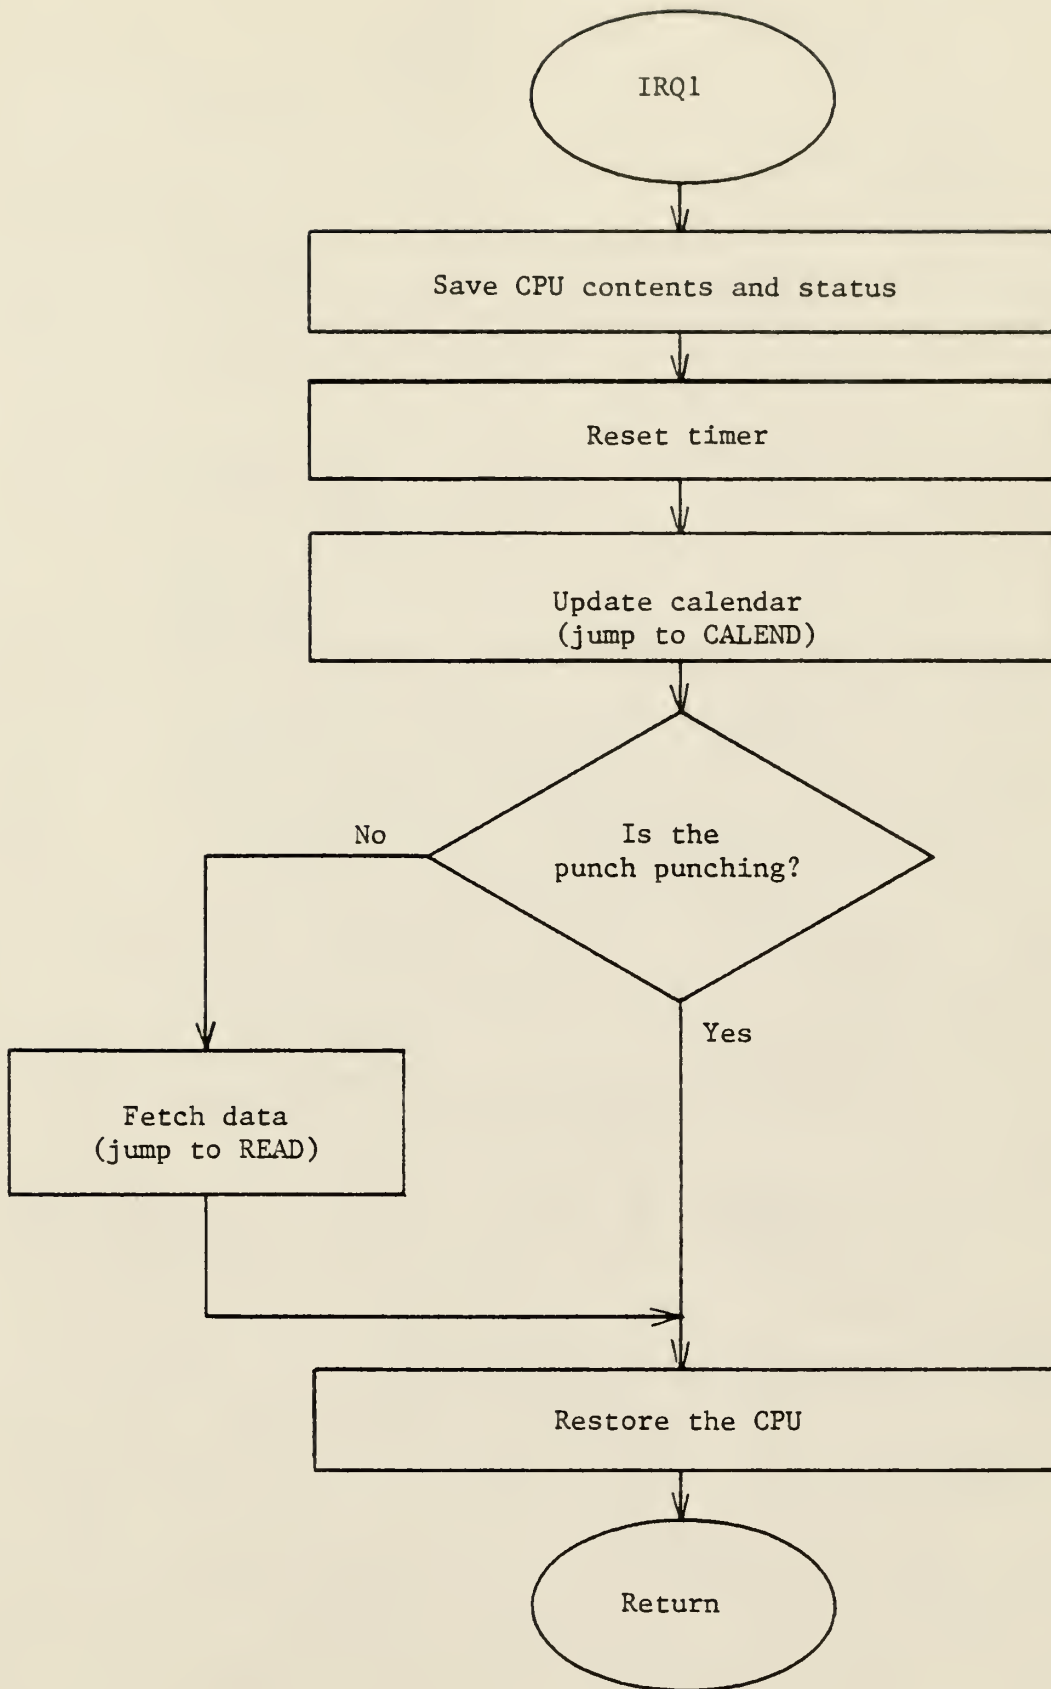 IRQ1
Save CPU contents and status
Reset timer
Update calendar
(jump to CALEND)
Is the
punch punching?
No
Yes
Fetch data
(jump to READ)
Restore the CPU
Return